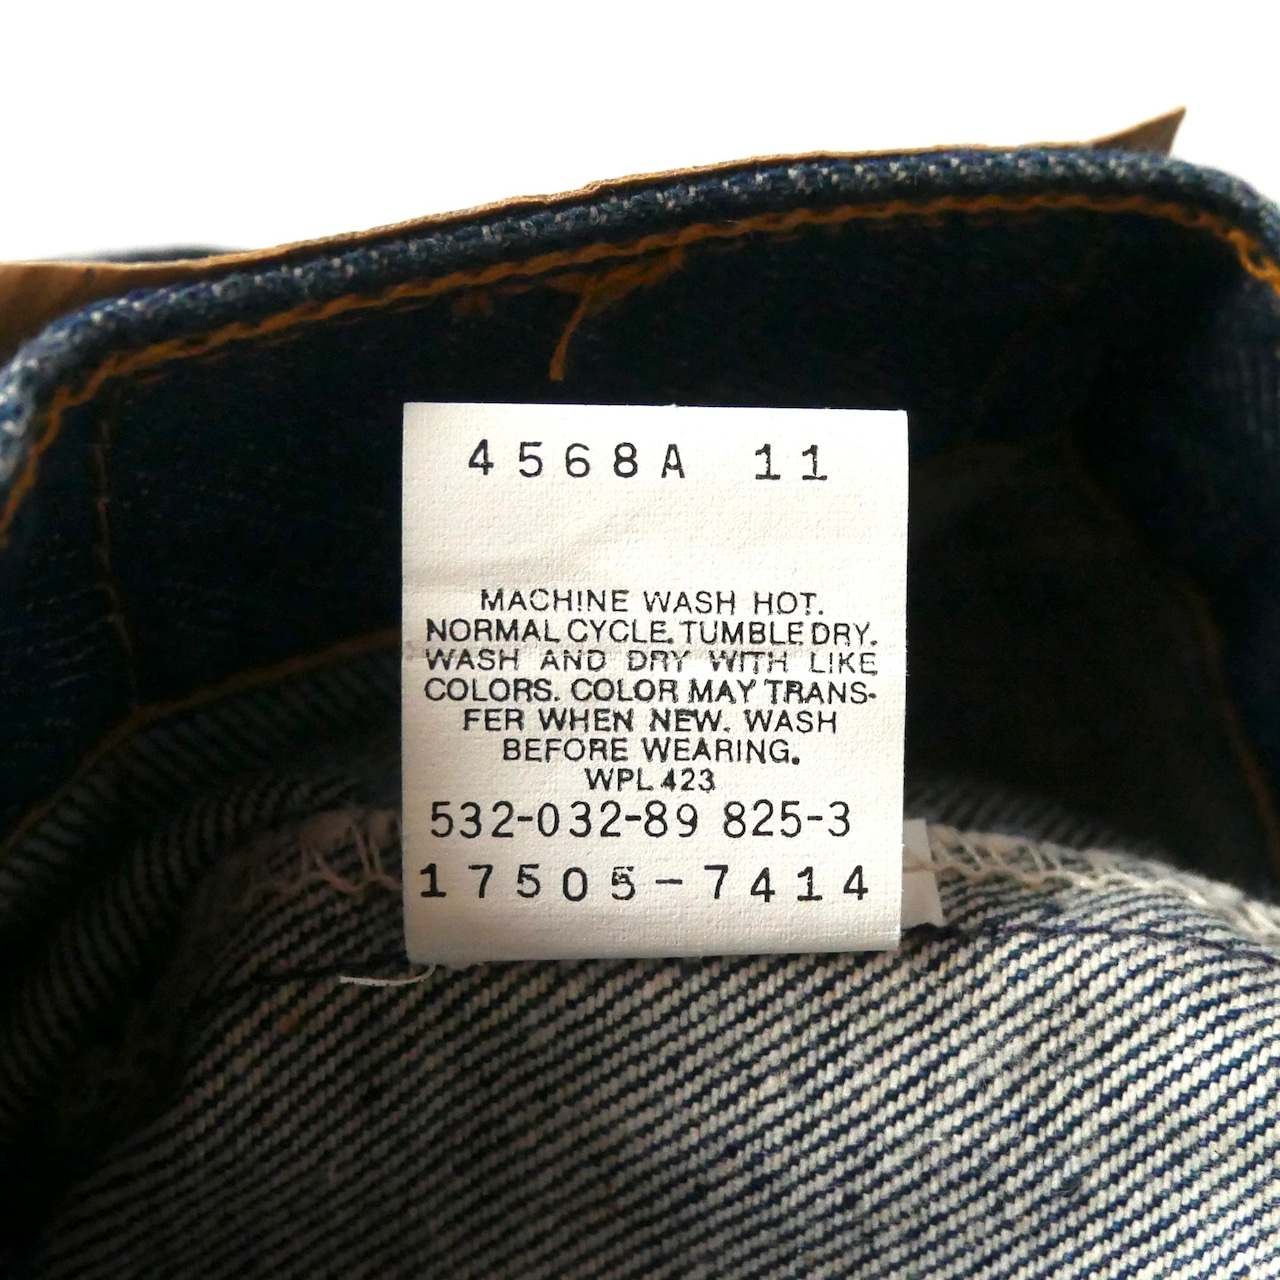 4568A 11
MACHINE WASH HOT.
NORMAL CYCLE. TUMBLE DRY.
WASH AND DRY WITH LIKE
COLORS. COLOR MAY TRANS-
FER WHEN NEW. WASH
BEFORE WEARING.
WPL 423
532-032-89 825-3
17505-7414